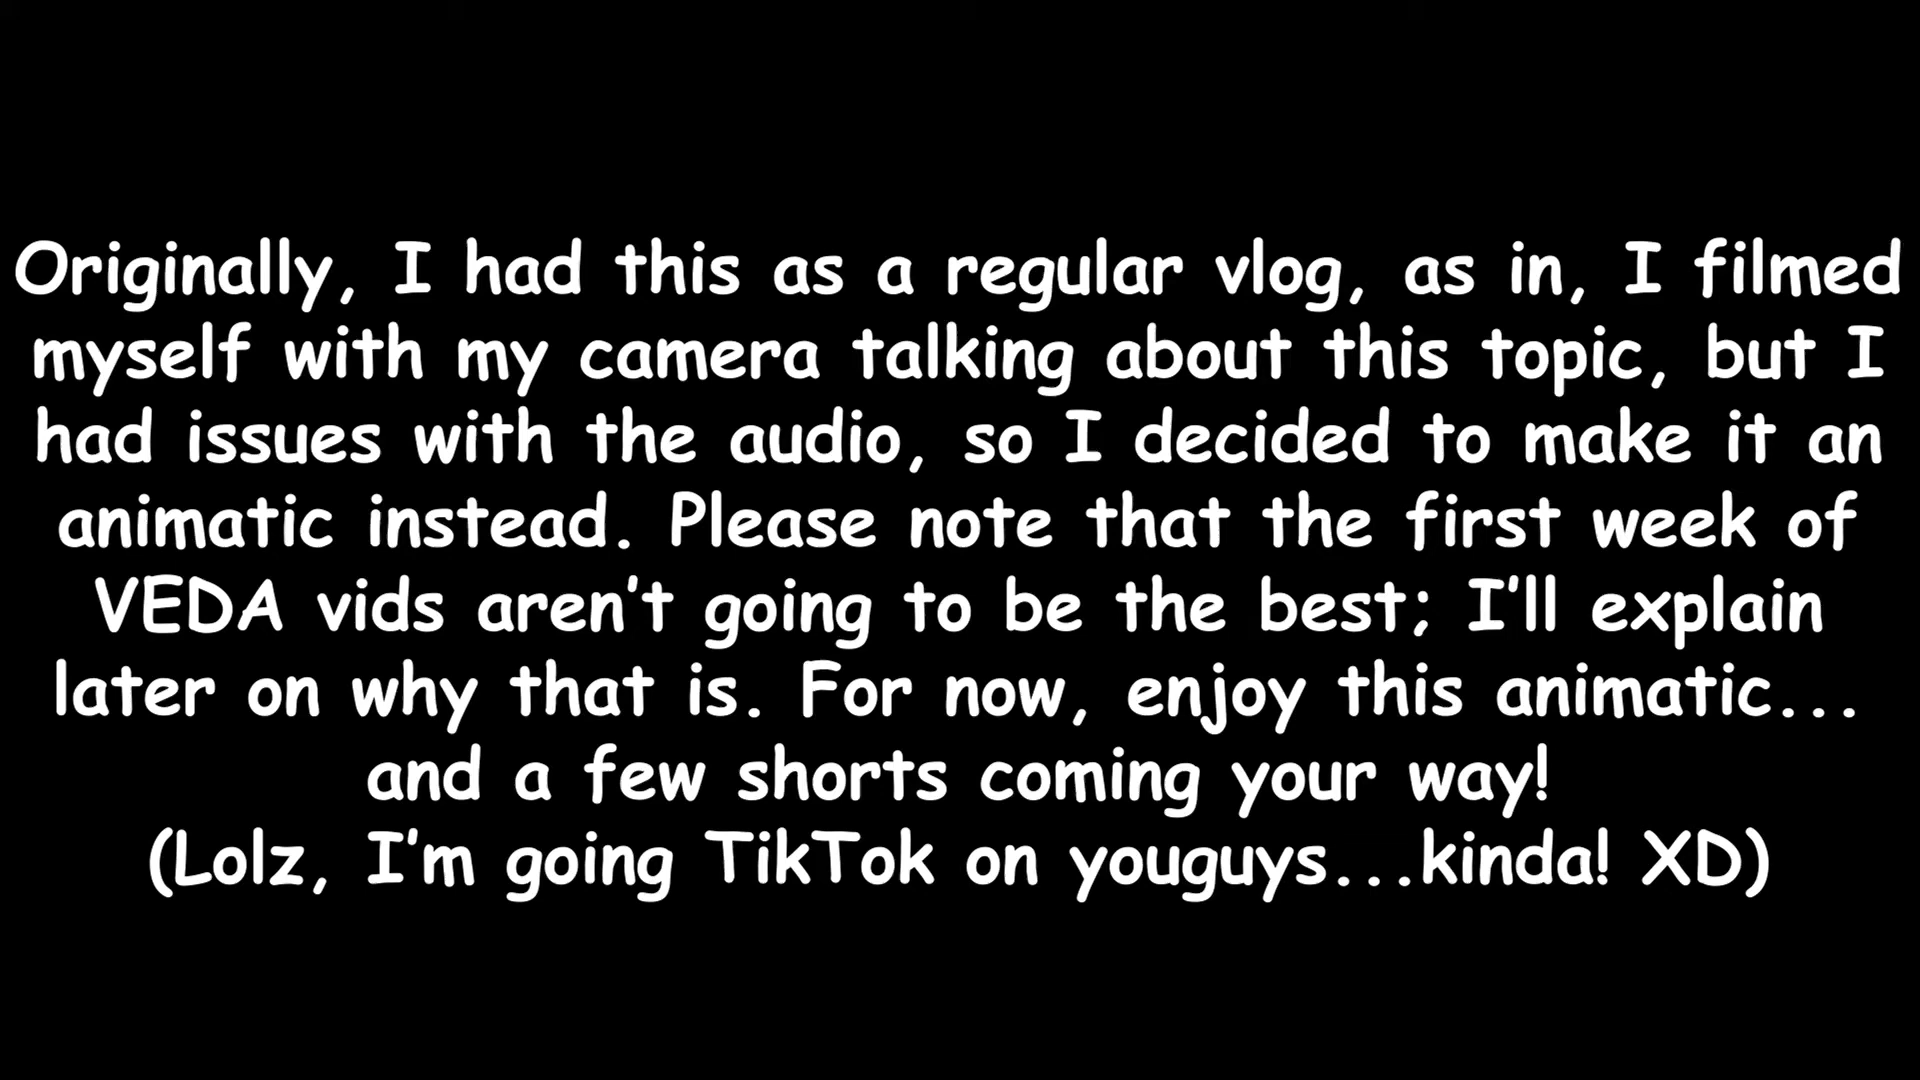 Originally, I had this as a regular vlog, as in, I filmed
myself with my camera talking about this topic, but I
had issues with the audio, so I decided to make it an
animatic instead. Please note that the first week of
VEDA vids aren't going to be the best; I'll explain
later on why that is. For now, enjoy this animatic...
and a few shorts coming your way!
(Lolz, I'm going TikTok on youguys...kinda! XD)